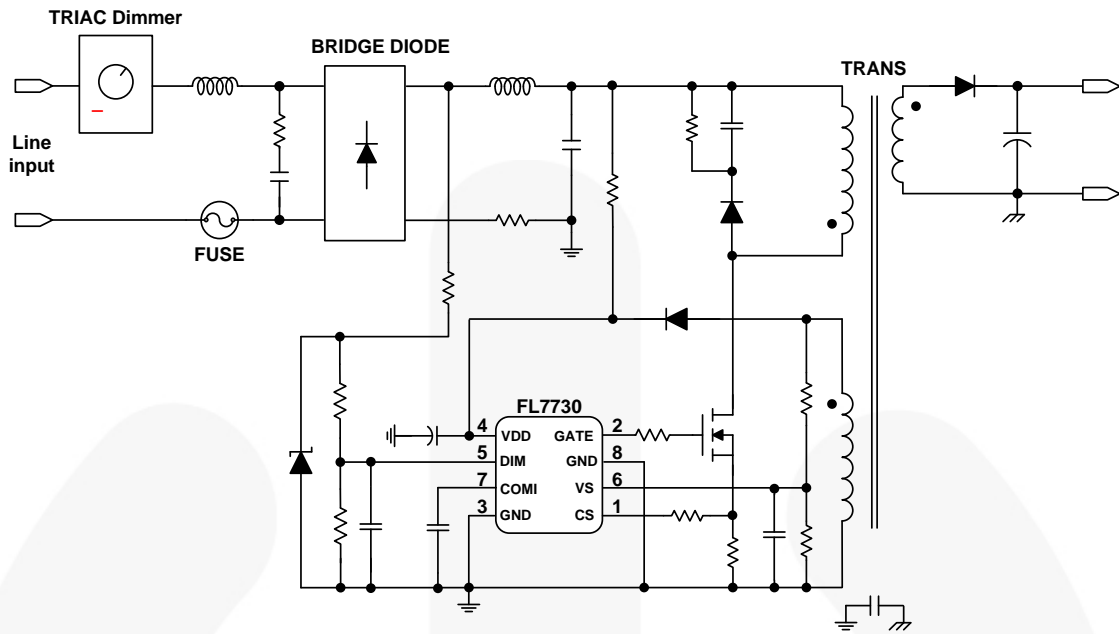 TRIAC Dimmer
BRIDGE DIODE
TRANS
Line
input
FUSE
FL7730
4 VDD GATE 2
5 DIM GND 8
7 COMI VS 6
3 GND CS 1